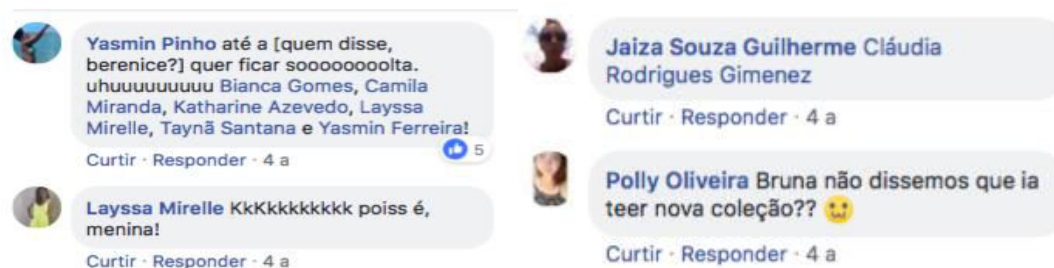 Yasmin Pinho até a [quem disse,
berenice?] quer ficar sooooooooolta.
uhuuuuuuuuu Bianca Gomes, Camila
Miranda, Katharine Azevedo, Layssa
Mirelle, Taynã Santana e Yasmin Ferreira!
5
Curtir · Responder · 4 a
Layssa Mirelle KkKkkkkkkkk poiss é,
menina!
Curtir · Responder · 4 a
Jaiza Souza Guilherme Cláudia
Rodrigues Gimenez
Curtir · Responder · 4 a
Polly Oliveira Bruna não dissemos que ia
teer nova coleção??
Curtir · Responder · 4 a